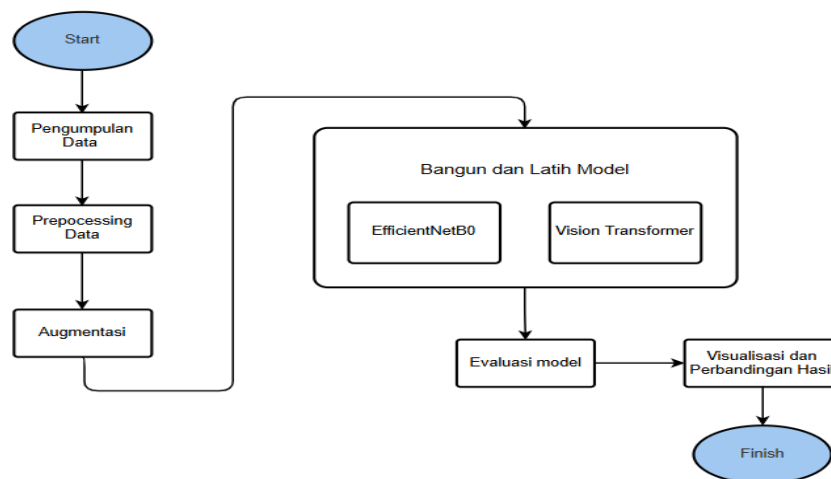 Start
Pengumpulan
Data
Prepocessing
Data
Augmentasi
Bangun dan Latih Model
EfficientNetB0
Vision Transformer
Evaluasi model
Visualisasi dan
Perbandingan Hasil
Finish